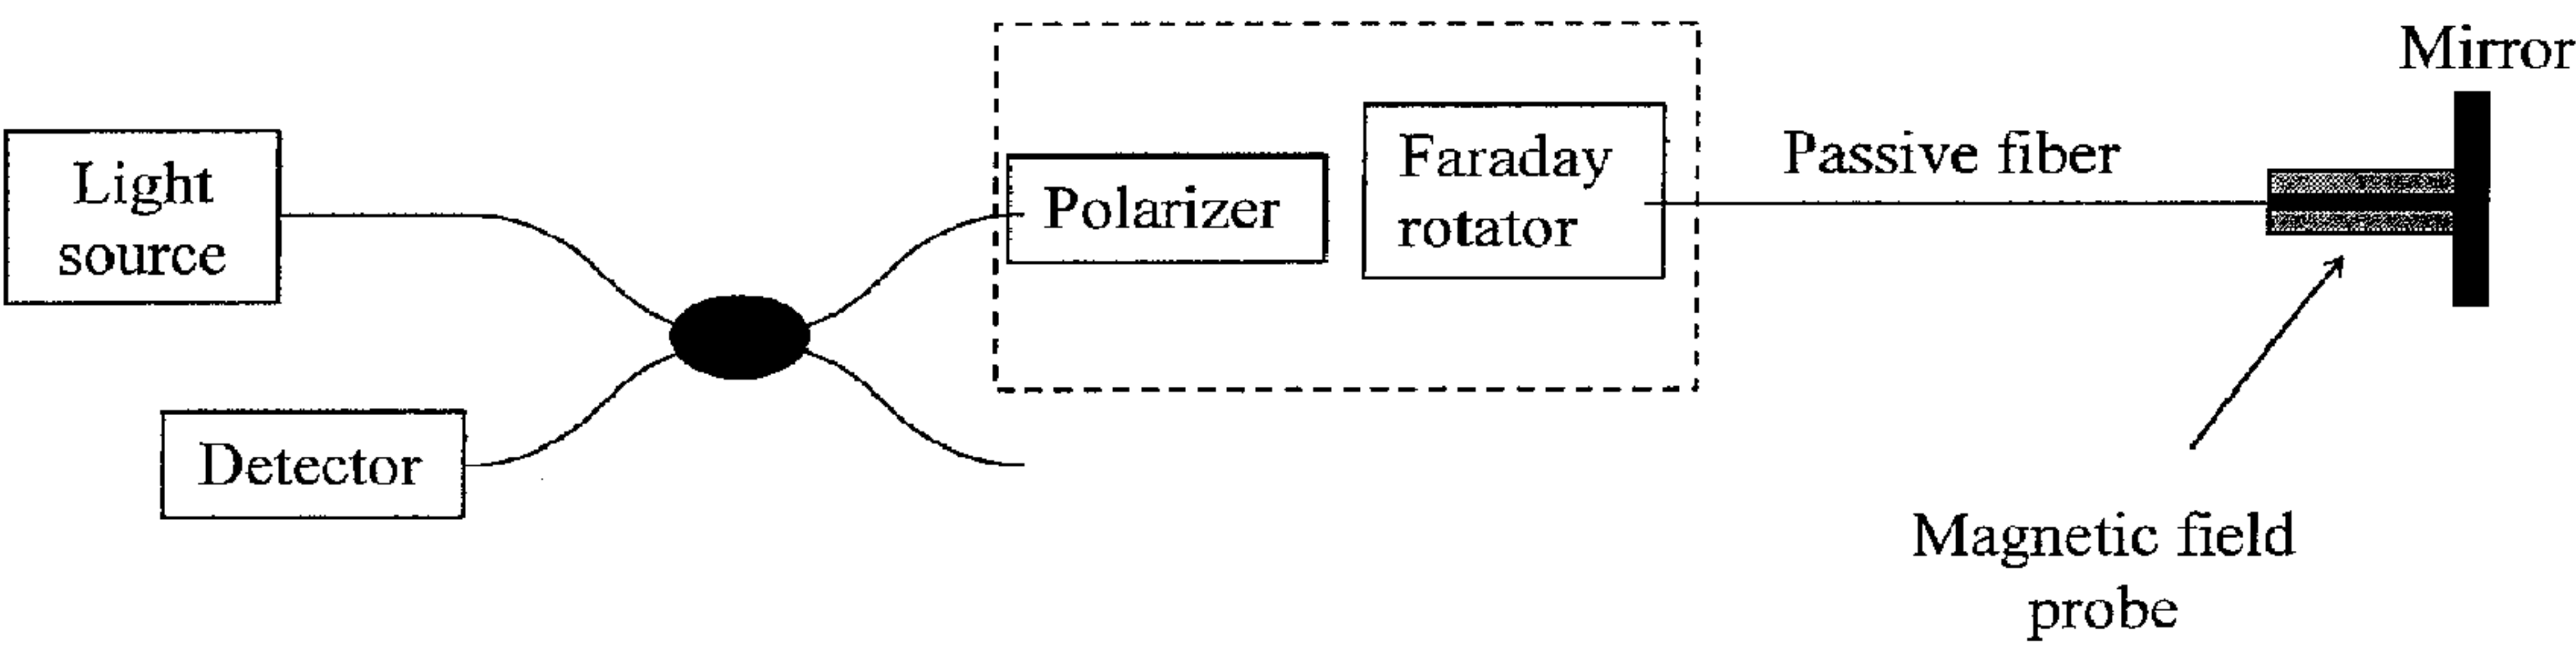 Light
source
Detector
Polarizer
Faraday
rotator
Passive fiber
Mirror
Magnetic field
probe